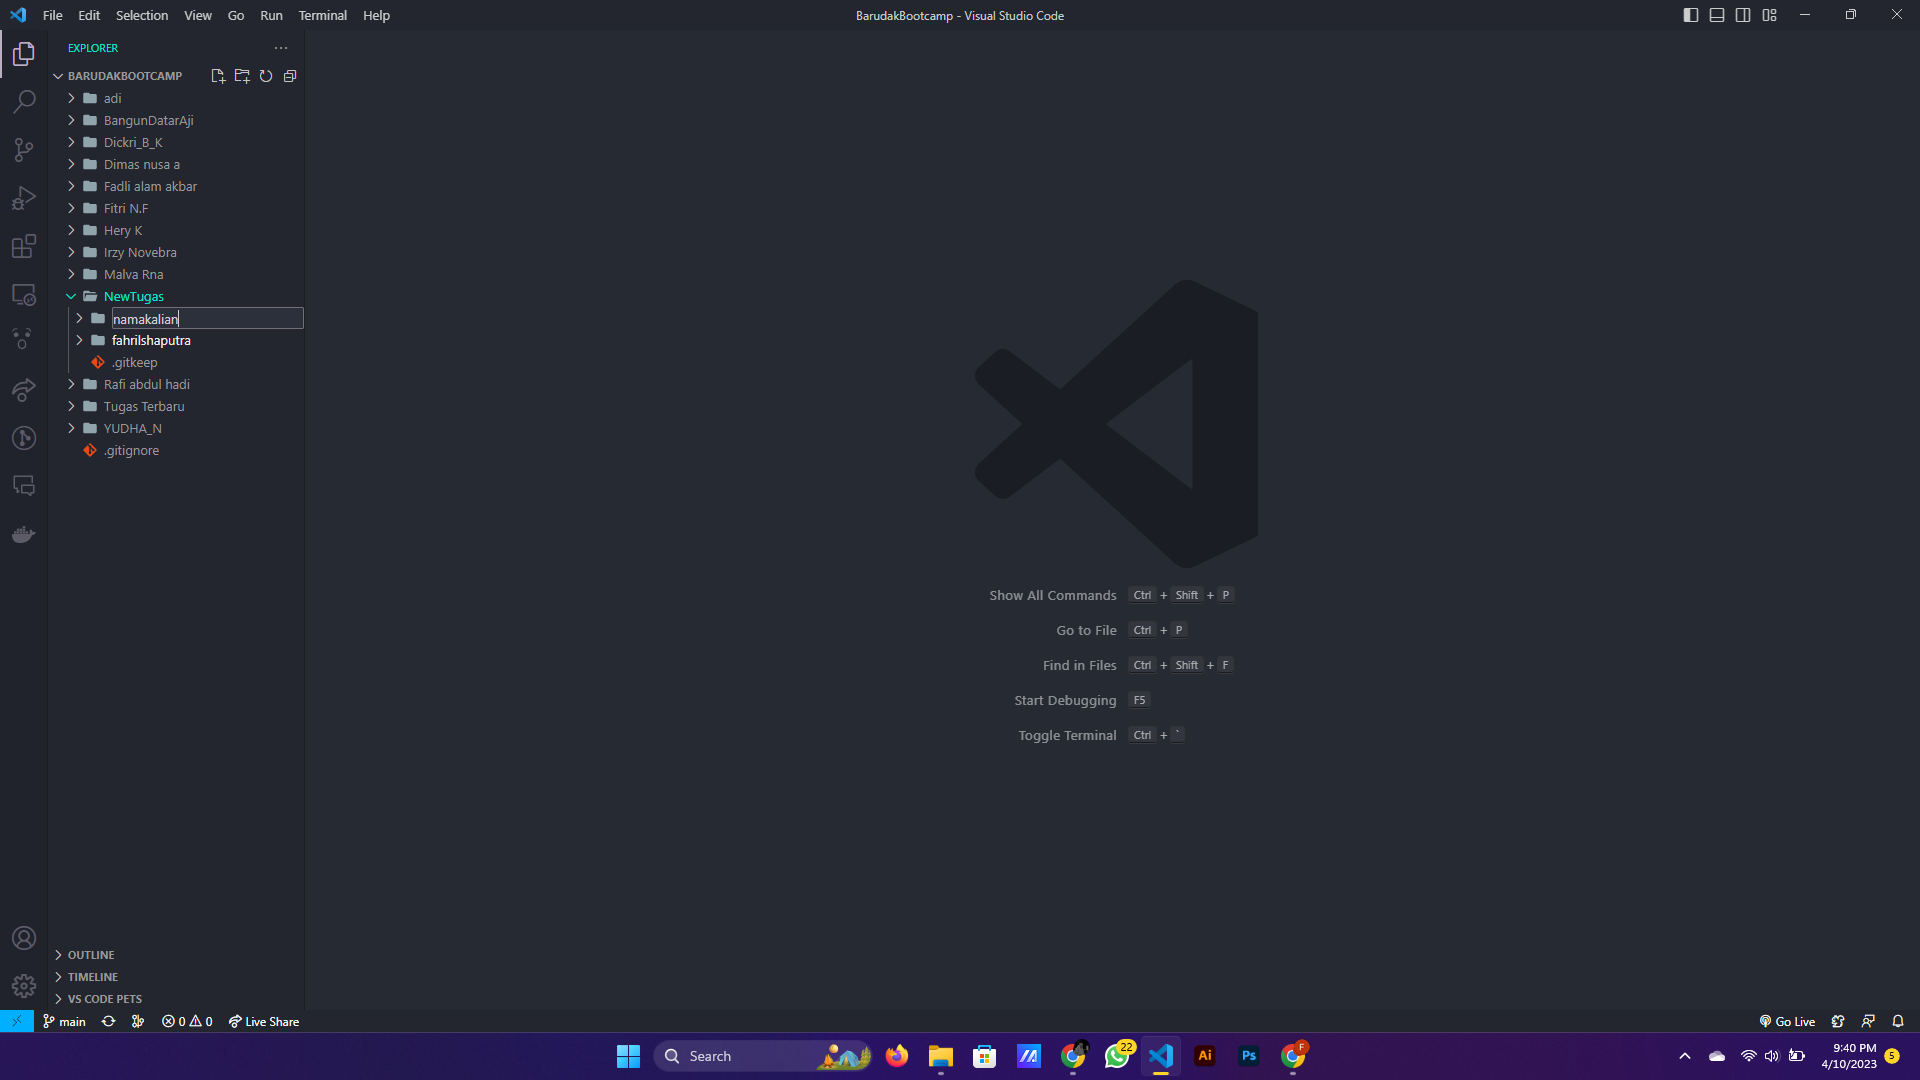 File Edit Selection View Go Run Terminal Help
BarudakBootcamp - Visual Studio Code
EXPLORER
BARUDAKBOOTCAMP
adi
BangunDatarAji
Dickri_B_K
Dimas nusa a
Fadli alam akbar
Fitri N.F
Hery K
Irzy Novebra
Malva Rna
NewTugas
namakalian
fahrilshaputra
.gitkeep
Rafi abdul hadi
Tugas Terbaru
YUDHA_N
.gitignore
Show All Commands Ctrl + Shift + P
Go to File Ctrl + P
Find in Files Ctrl + Shift + F
Start Debugging F5
Toggle Terminal Ctrl + `
OUTLINE
TIMELINE
VS CODE PETS
main 0 0 Live Share
Go Live
Search
22
Ai
Ps
F
9:40 PM
4/10/2023
5